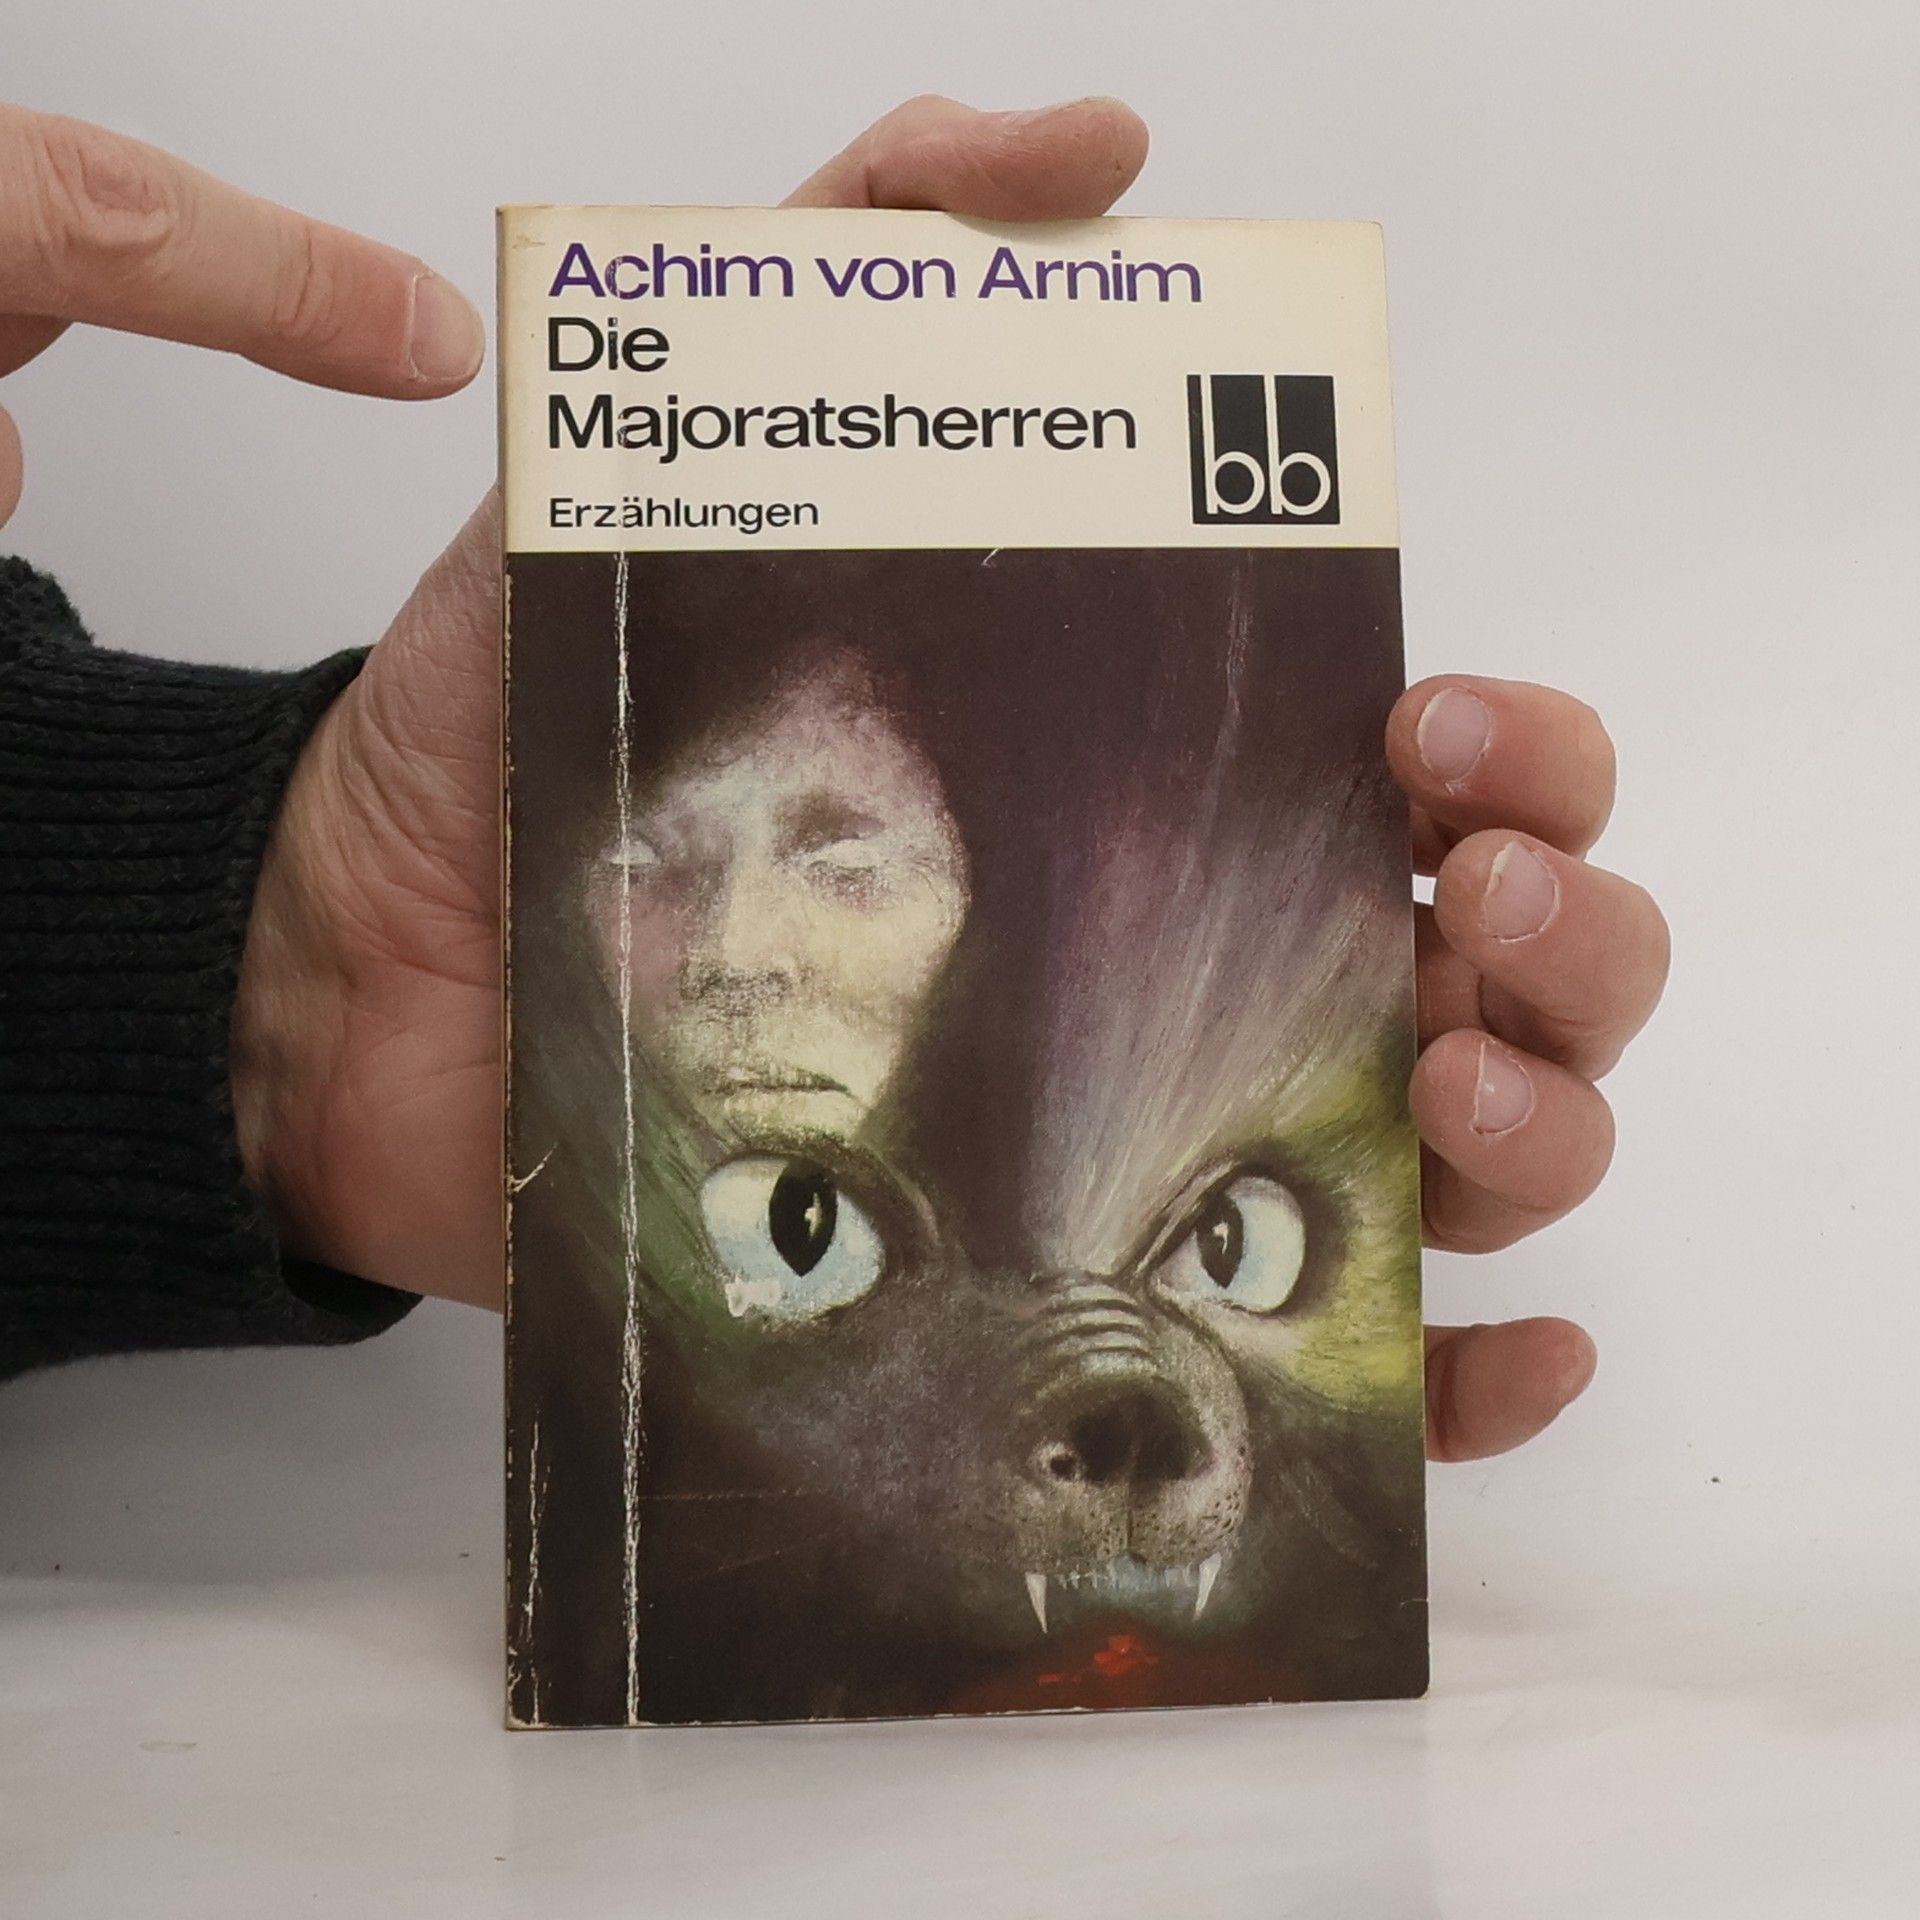 Achim von Arnim
Die
Majoratsherren
Erzählungen
bb